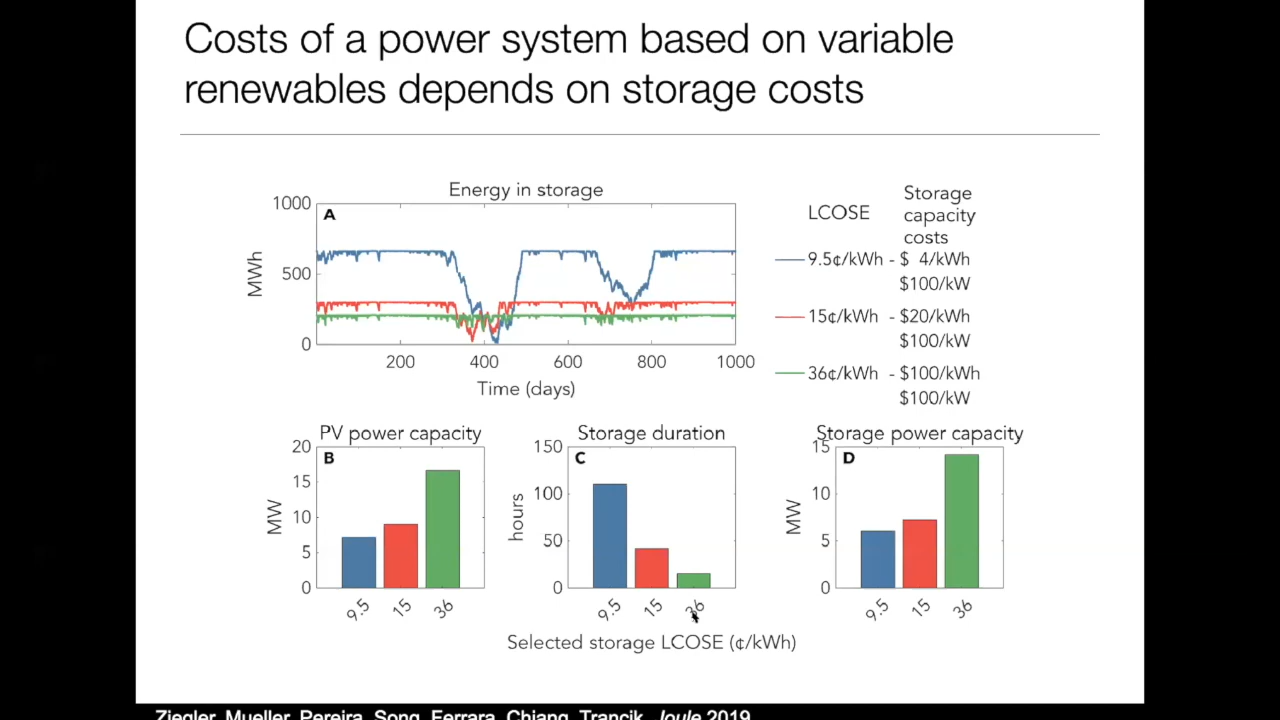 Costs of a power system based on variable
renewables depends on storage costs
Energy in storage
A
1000
500
0
MWh
200 400 600 800 1000
Time (days)
LCOSE
Storage
capacity
costs
9.5¢/kWh - $ 4/kWh
$100/kW
15¢/kWh - $20/kWh
$100/kW
36¢/kWh - $100/kWh
$100/kW
PV power capacity
B
20
15
10
5
0
MW
9.5 15 36
Storage duration
C
150
100
50
0
hours
9.5 15 36
Storage power capacity
D
15
10
5
0
MW
9.5 15 36
Selected storage LCOSE (¢/kWh)
Ziegler, Mueller, Pereira, Song, Ferrara, Chiang, Trancik, Joule 2019